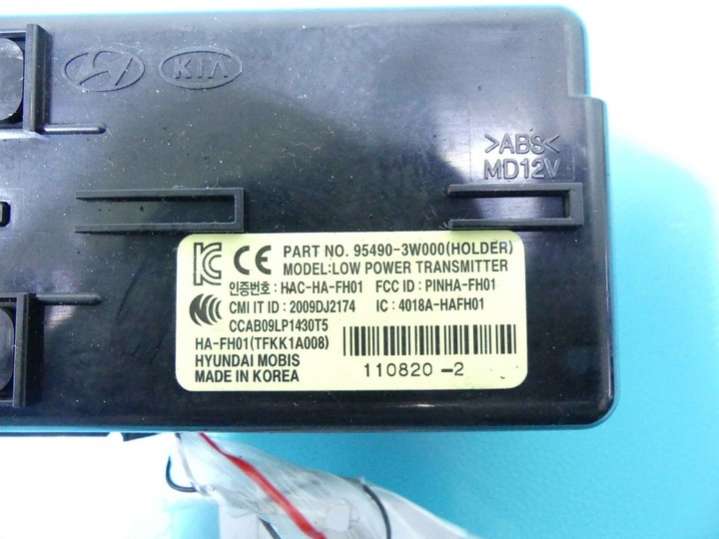 KIA
>ABS<
MD12V
PART NO. 95490-3W000(HOLDER)
MODEL:LOW POWER TRANSMITTER
인증번호: HAC-HA-FH01 FCC ID : PINHA-FH01
CMI IT ID : 2009DJ2174 IC : 4018A-HAFH01
CCAB09LP1430T5
HA-FH01(TFKK1A008)
HYUNDAI MOBIS
MADE IN KOREA
110820 -2